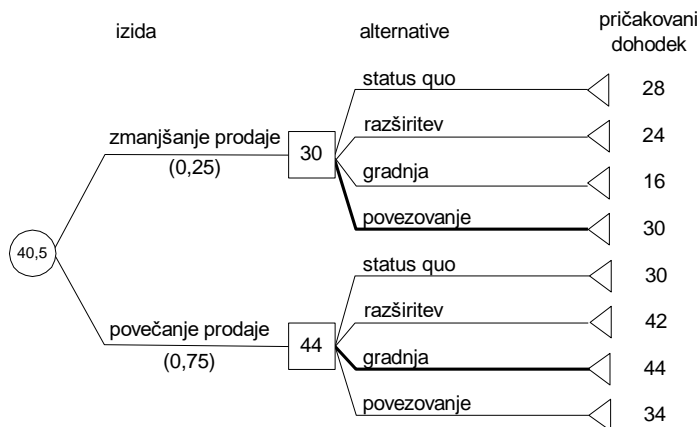 izida
alternative
pričakovani
dohodek
status quo
28
razširitev
24
zmanjšanje prodaje
(0,25)
30
gradnja
16
povezovanje
30
40,5
status quo
30
razširitev
42
povečanje prodaje
(0,75)
44
gradnja
44
povezovanje
34